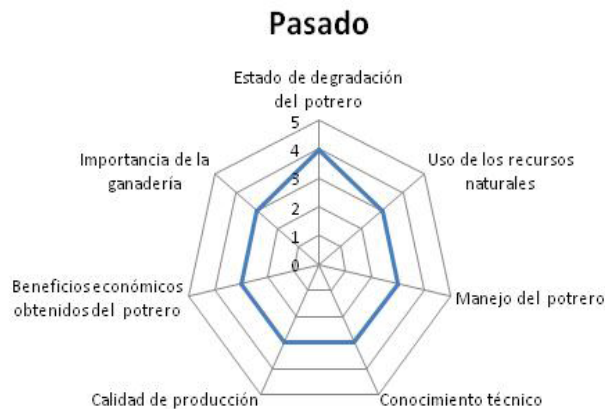 Pasado
Estado de degradación
del potrero
5
4
3
2
1
0
Uso de los recursos
naturales
Manejo del potrero
Conocimiento técnico
Calidad de producción
Beneficios económicos
obtenidos del potrero
Importancia de la
ganadería